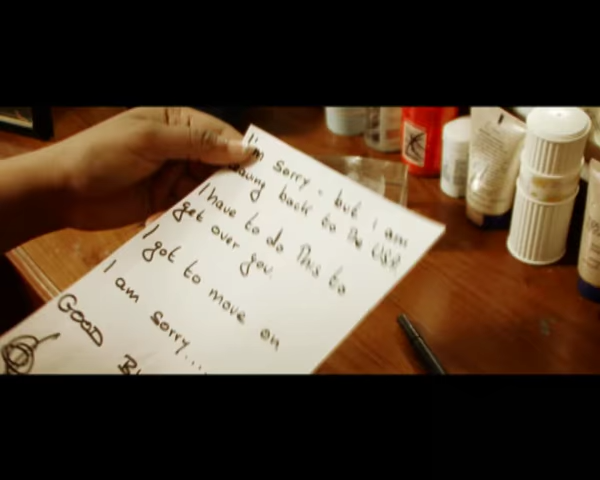 I'm sorry, but i am
back to the USA
I have to do This to
get over you.
I got to move on
I am sorry....
GOOD